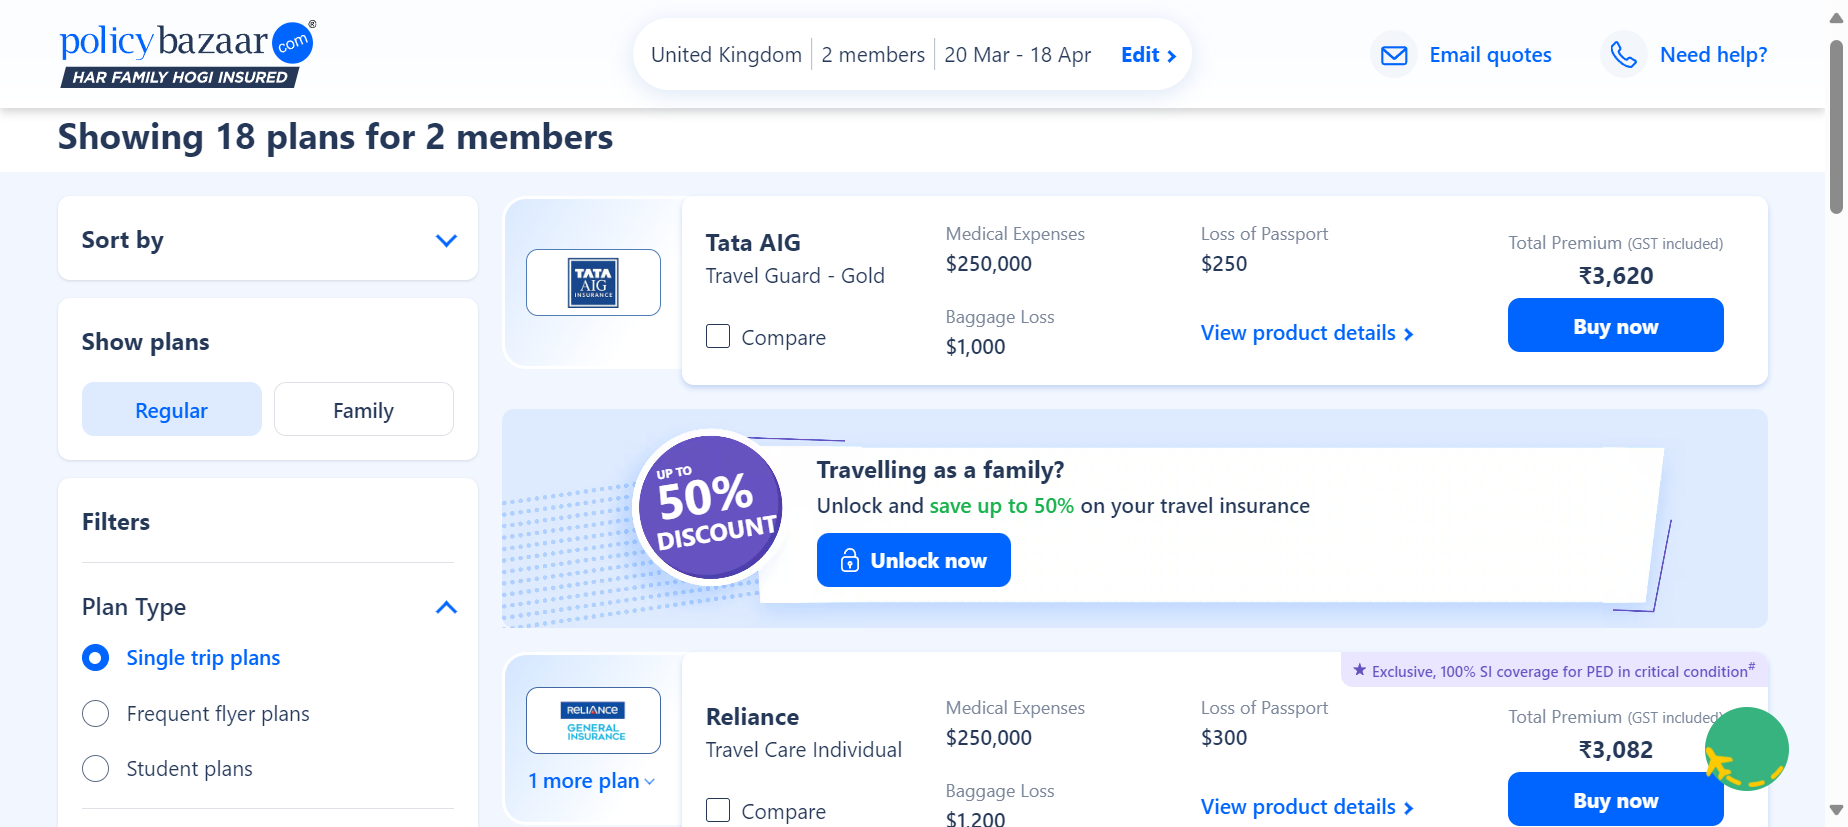 policybazaar com ®
HAR FAMILY HOGI INSURED
United Kingdom 2 members 20 Mar - 18 Apr Edit
Email quotes
Need help?
Showing 18 plans for 2 members
Sort by
Show plans
Regular Family
Filters
Plan Type
Single trip plans
Frequent flyer plans
Student plans
TATA
AIG
INSURANCE
Tata AIG
Travel Guard - Gold
Compare
Medical Expenses
$250,000
Baggage Loss
$1,000
Loss of Passport
$250
View product details
Total Premium (GST included)
₹3,620
Buy now
UP TO
50%
DISCOUNT
Travelling as a family?
Unlock and save up to 50% on your travel insurance
Unlock now
Exclusive, 100% SI coverage for PED in critical condition#
RELIANCE
GENERAL
INSURANCE
1 more plan
Reliance
Travel Care Individual
Compare
Medical Expenses
$250,000
Baggage Loss
$1,200
Loss of Passport
$300
View product details
Total Premium (GST included)
₹3,082
Buy now